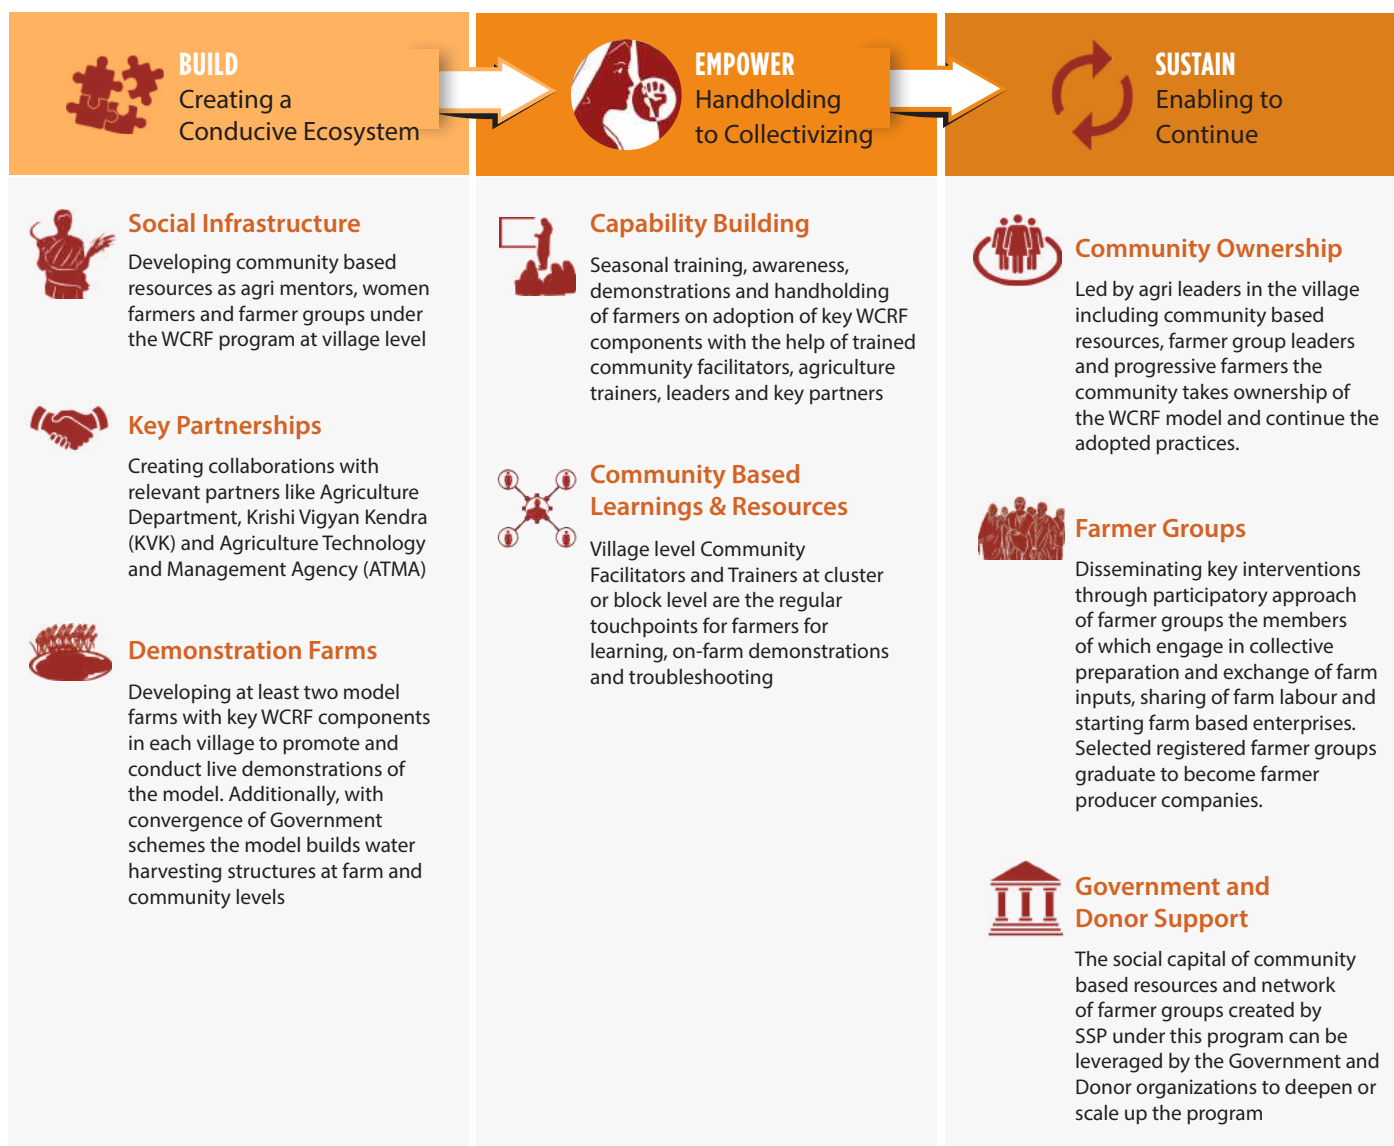 BUILD
Creating a
Conducive Ecosystem
EMPOWER
Handholding
to Collectivizing
SUSTAIN
Enabling to
Continue
Social Infrastructure
Developing community based
resources as agri mentors, women
farmers and farmer groups under
the WCRF program at village level
Key Partnerships
Creating collaborations with
relevant partners like Agriculture
Department, Krishi Vigyan Kendra
(KVK) and Agriculture Technology
and Management Agency (ATMA)
Demonstration Farms
Developing at least two model
farms with key WCRF components
in each village to promote and
conduct live demonstrations of
the model. Additionally, with
convergence of Government
schemes the model builds water
harvesting structures at farm and
community levels
Capability Building
Seasonal training, awareness,
demonstrations and handholding
of farmers on adoption of key WCRF
components with the help of trained
community facilitators, agriculture
trainers, leaders and key partners
Community Based
Learnings & Resources
Village level Community
Facilitators and Trainers at cluster
or block level are the regular
touchpoints for farmers for
learning, on-farm demonstrations
and troubleshooting
Community Ownership
Led by agri leaders in the village
including community based
resources, farmer group leaders
and progressive farmers the
community takes ownership of
the WCRF model and continue the
adopted practices.
Farmer Groups
Disseminating key interventions
through participatory approach
of farmer groups the members
of which engage in collective
preparation and exchange of farm
inputs, sharing of farm labour and
starting farm based enterprises.
Selected registered farmer groups
graduate to become farmer
producer companies.
Government and
Donor Support
The social capital of community
based resources and network
of farmer groups created by
SSP under this program can be
leveraged by the Government and
Donor organizations to deepen or
scale up the program